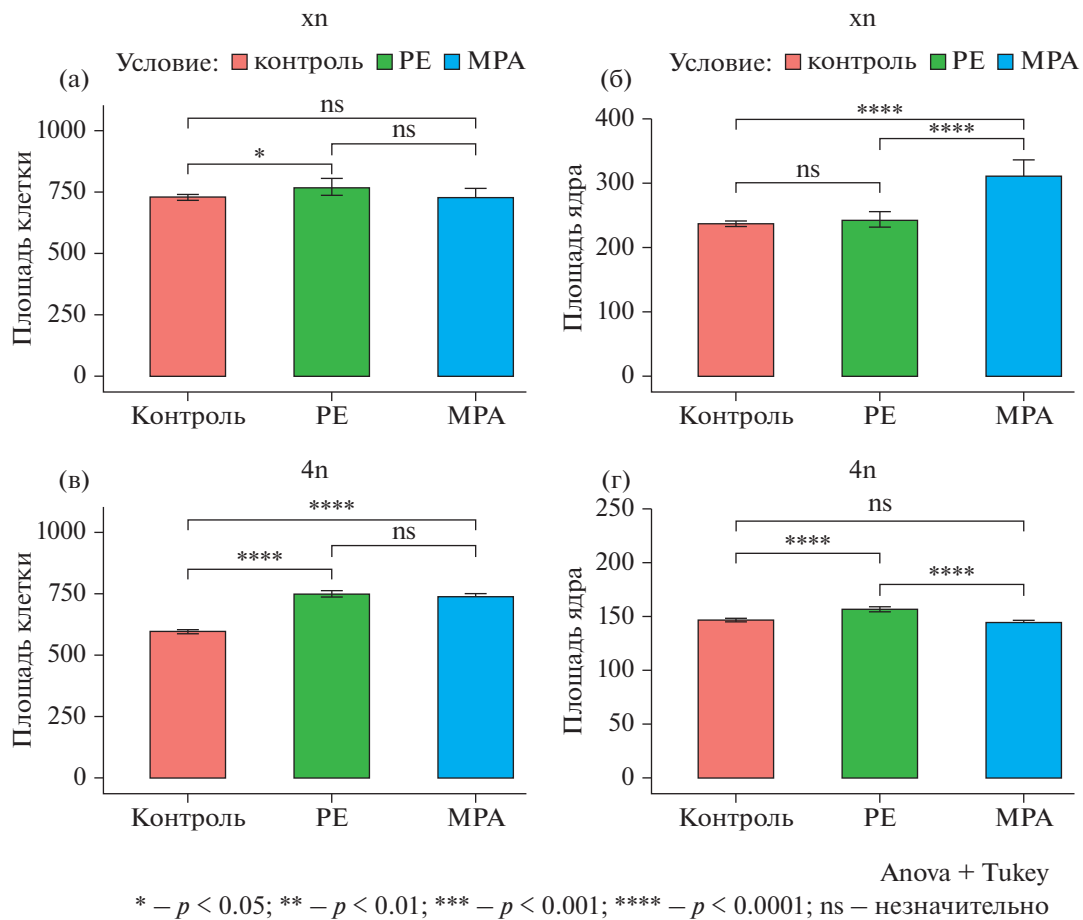 xn
(а)
Условие: контроль PE MPA
Площадь клетки
1000
750
500
250
0
ns
ns
*
Контроль PE MPA
xn
(б)
Условие: контроль PE MPA
Площадь ядра
400
300
200
100
0
****
****
ns
Контроль PE MPA
4n
(в)
Площадь клетки
1000
750
500
250
0
****
ns
****
Контроль PE MPA
4n
(г)
Площадь ядра
250
200
150
100
50
0
ns
****
****
Контроль PE MPA
Anova + Tukey
* – p < 0.05; ** – p < 0.01; *** – p < 0.001; **** – p < 0.0001; ns – незначительно